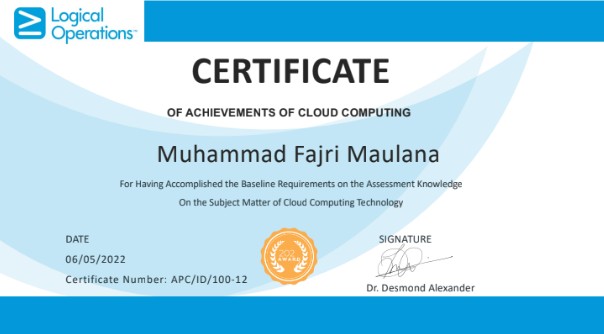 Logical
Operations™
CERTIFICATE
OF ACHIEVEMENTS OF CLOUD COMPUTING
Muhammad Fajri Maulana
For Having Accomplished the Baseline Requirements on the Assessment Knowledge
On the Subject Matter of Cloud Computing Technology
DATE
06/05/2022
Certificate Number: APC/ID/100-12
AWARD
SIGNATURE
Dr. Desmond Alexander